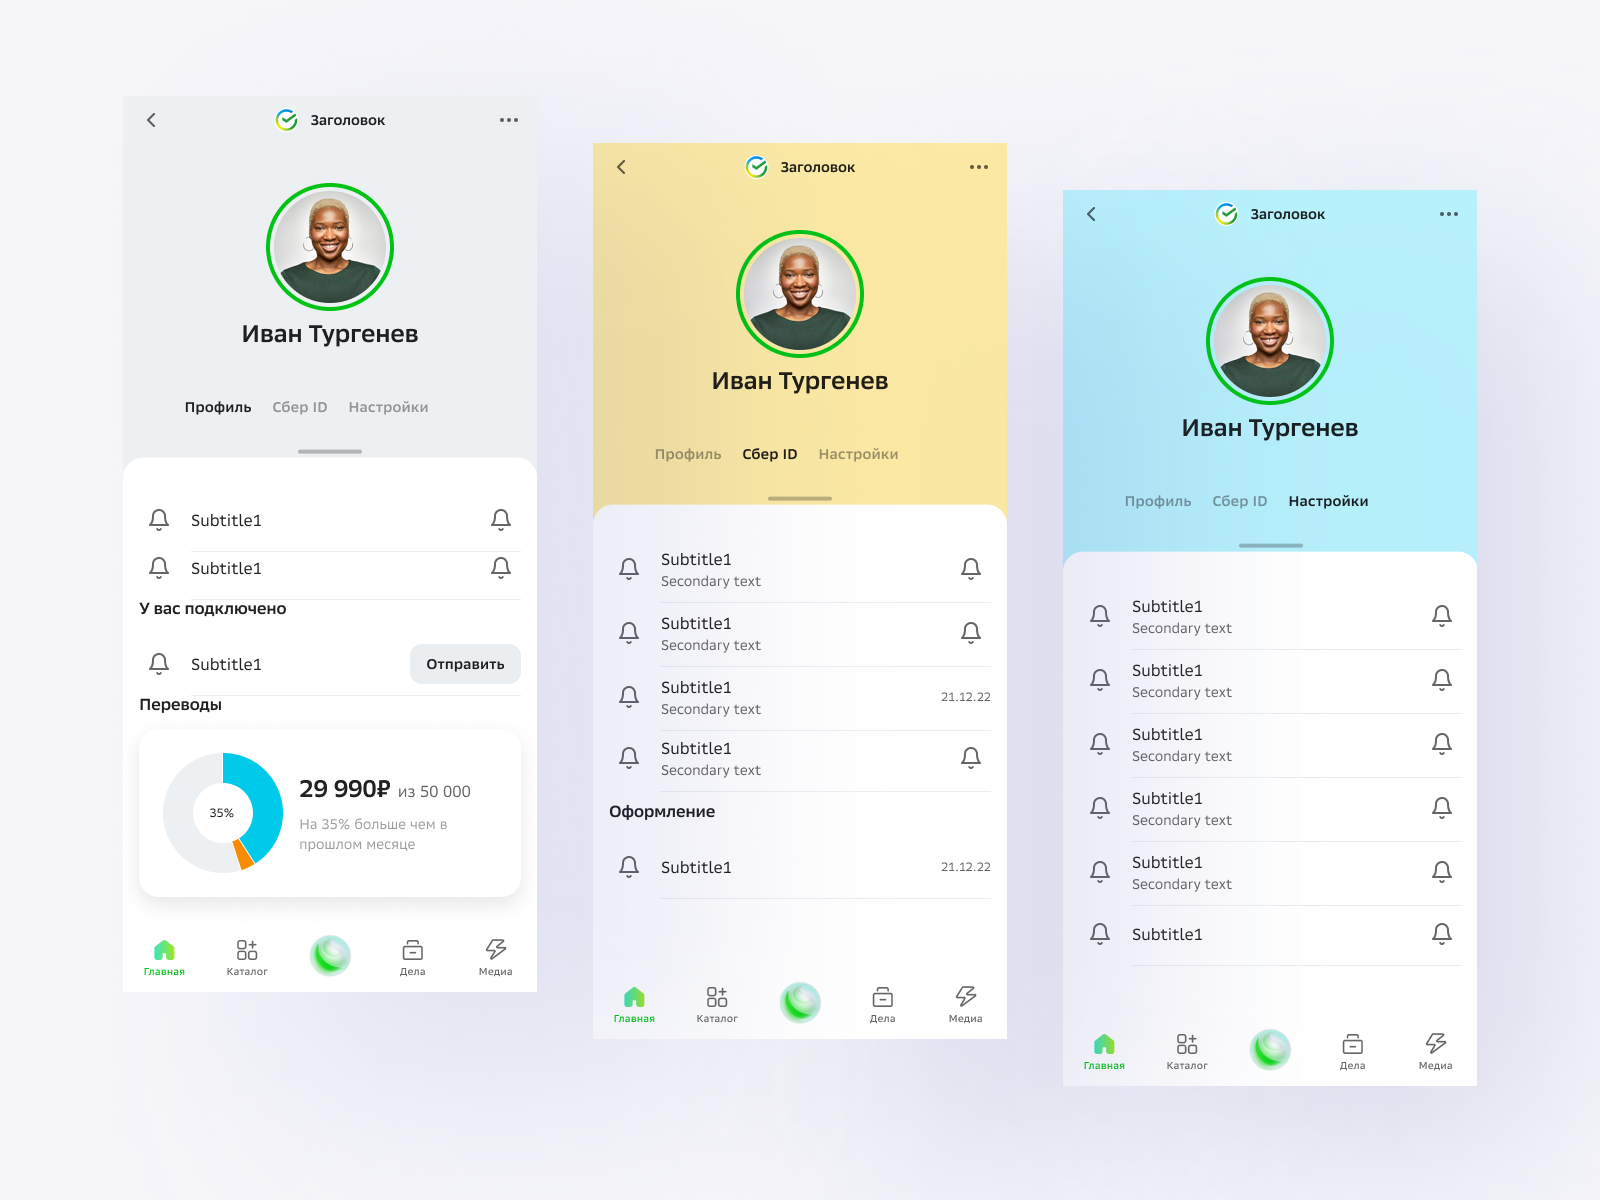 Заголовок
Иван Тургенев
Профиль Сбер ID Настройки
Subtitle1
Subtitle1
У вас подключено
Subtitle1 Отправить
Переводы
35%
29 990₽ из 50 000
На 35% больше чем в
прошлом месяце
Главная Каталог Дела Медиа
Заголовок
Иван Тургенев
Профиль Сбер ID Настройки
Subtitle1
Secondary text
Subtitle1
Secondary text
Subtitle1
Secondary text
21.12.22
Subtitle1
Secondary text
Оформление
Subtitle1 21.12.22
Главная Каталог Дела Медиа
Заголовок
Иван Тургенев
Профиль Сбер ID Настройки
Subtitle1
Secondary text
Subtitle1
Secondary text
Subtitle1
Secondary text
Subtitle1
Secondary text
Subtitle1
Secondary text
Subtitle1
Главная Каталог Дела Медиа